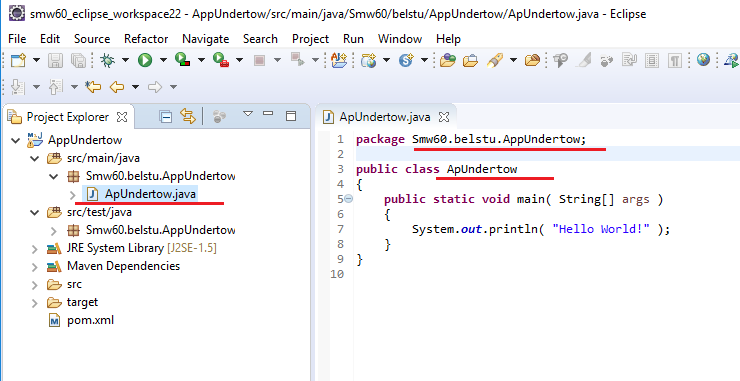 smw60_eclipse_workspace22 - AppUndertow/src/main/java/Smw60/belstu/AppUndertow/ApUndertow.java - Eclipse
File Edit Source Refactor Navigate Search Project Run Window Help
Project Explorer
AppUndertow
src/main/java
Smw60.belstu.AppUndertow
ApUndertow.java
src/test/java
Smw60.belstu.AppUndertow
JRE System Library [J2SE-1.5]
Maven Dependencies
src
target
pom.xml
ApUndertow.java
1 package Smw60.belstu.AppUndertow;
2
3 public class ApUndertow
4 {
5 public static void main( String[] args )
6 {
7 System.out.println( "Hello World!" );
8 }
9 }
10